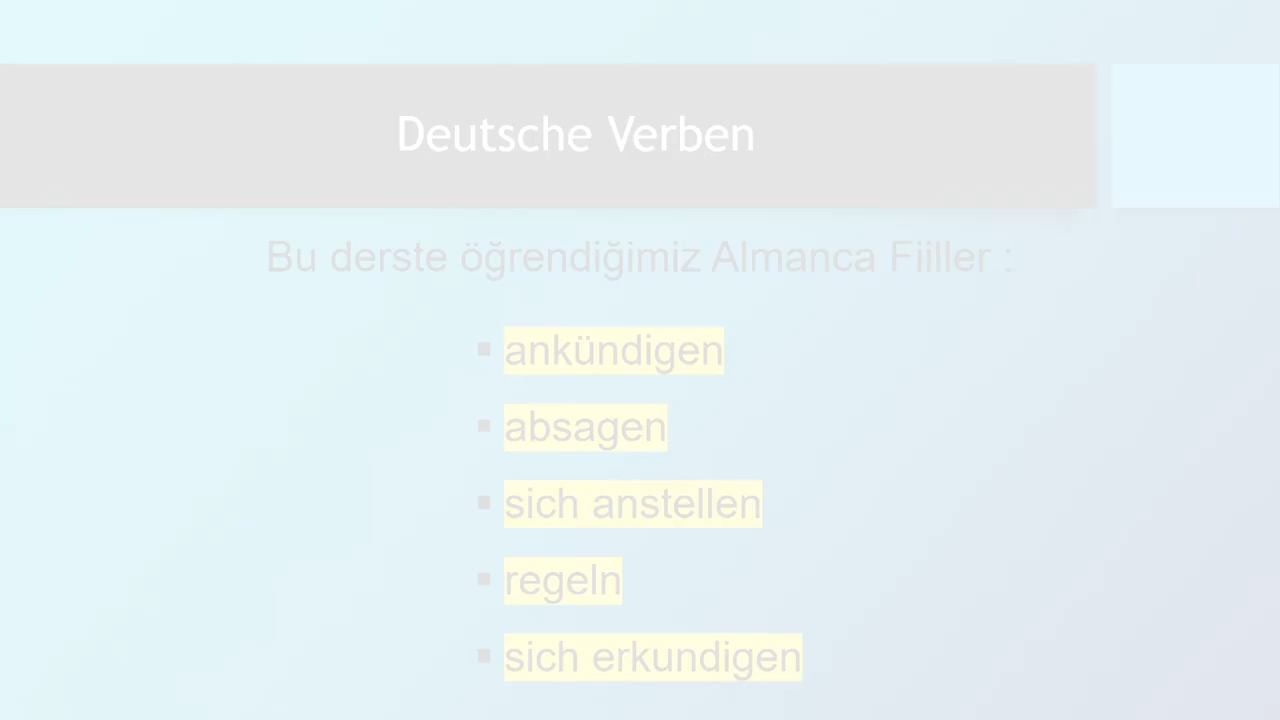 Deutsche Verben
Bu derste öğrendiğimiz Almanca Fiiller :
▪ ankündigen
▪ absagen
▪ sich anstellen
▪ regeln
▪ sich erkundigen